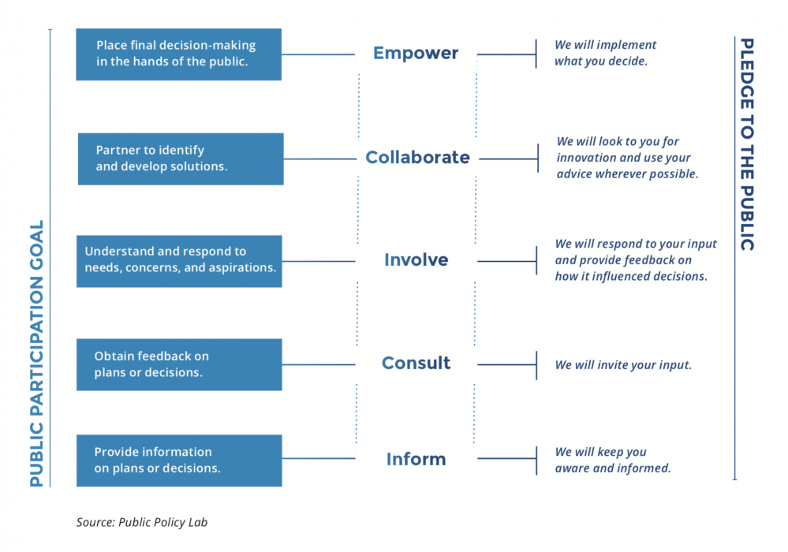 PUBLIC PARTICIPATION GOAL
PLEDGE TO THE PUBLIC
Place final decision-making
in the hands of the public.
Empower
We will implement
what you decide.
Partner to identify
and develop solutions.
Collaborate
We will look to you for
innovation and use your
advice wherever possible.
Understand and respond to
needs, concerns, and aspirations.
Involve
We will respond to your input
and provide feedback on
how it influenced decisions.
Obtain feedback on
plans or decisions.
Consult
We will invite your input.
Provide information
on plans or decisions.
Inform
We will keep you
aware and informed.
Source: Public Policy Lab